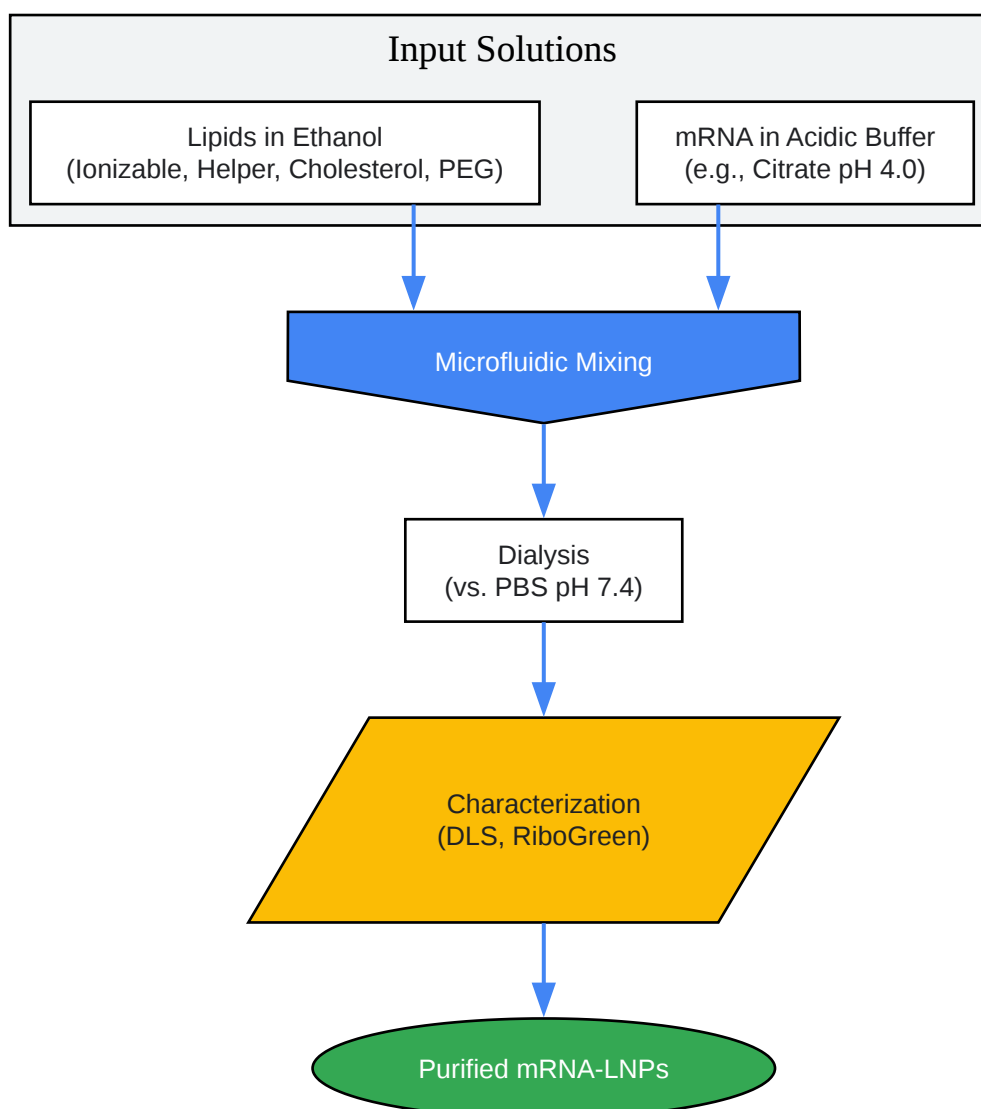 Input Solutions
Lipids in Ethanol
(Ionizable, Helper, Cholesterol, PEG)
mRNA in Acidic Buffer
(e.g., Citrate pH 4.0)
Microfluidic Mixing
Dialysis
(vs. PBS pH 7.4)
Characterization
(DLS, RiboGreen)
Purified mRNA-LNPs